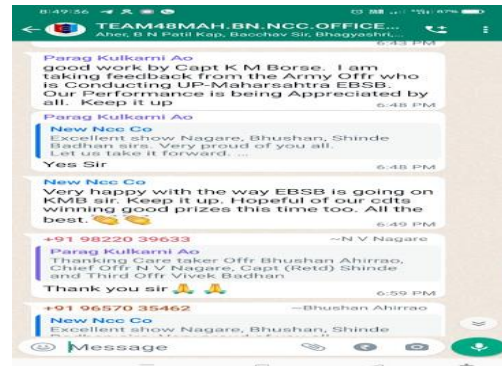 8:49:36
87%
TEAM48MAH.BN.NCC.OFFICE...
Aher, B N Patil Kap, Bacchav Sir, Bhagyashri,...
6:43 PM
Parag Kulkarni Ao
good work by Capt K M Borse. I am
taking feedback from the Army Offr who
is Conducting UP-Maharsahtra EBSB.
Our Performance is being Appreciated by
all. Keep it up
6:48 PM
Parag Kulkarni Ao
New Ncc Co
Excellent show Nagare, Bhushan, Shinde
Badhan sirs. Very proud of you all.
Let us take it forward. ...
Yes Sir
6:48 PM
New Ncc Co
Very happy with the way EBSB is going on
KMB sir. Keep it up. Hopeful of our cdts
winning good prizes this time too. All the
best. 👏👏
6:49 PM
+91 98220 39633 ~N V Nagare
Parag Kulkarni Ao
Thanking Care taker Offr Bhushan Ahirrao,
Chief Offr N V Nagare, Capt (Retd) Shinde
and Third Offr Vivek Badhan
Thank you sir 🙏 🙏
6:59 PM
+91 96570 35462 ~Bhushan Ahirrao
New Ncc Co
Excellent show Nagare, Bhushan, Shinde
Message